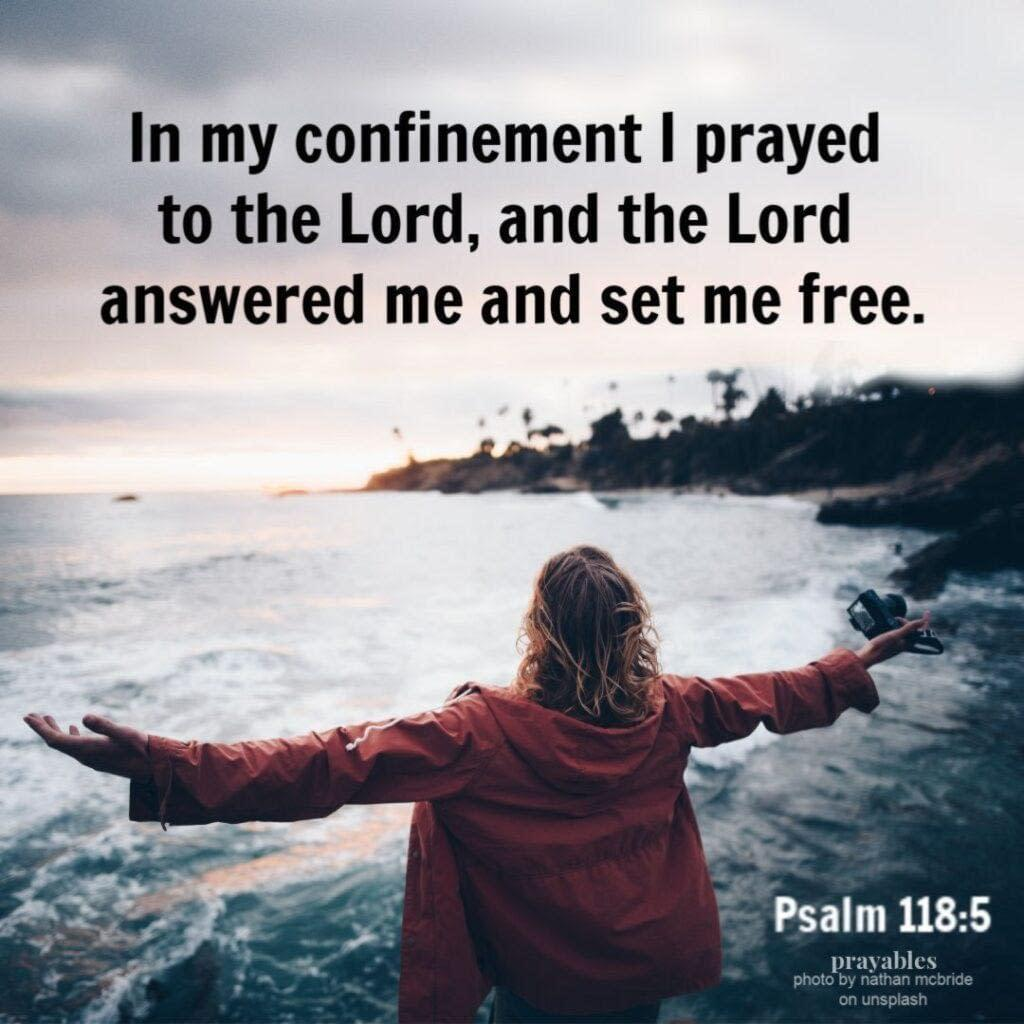 In my confinement I prayed
to the Lord, and the Lord
answered me and set me free.
Psalm 118:5
prayables
photo by nathan mcbride
on unsplash